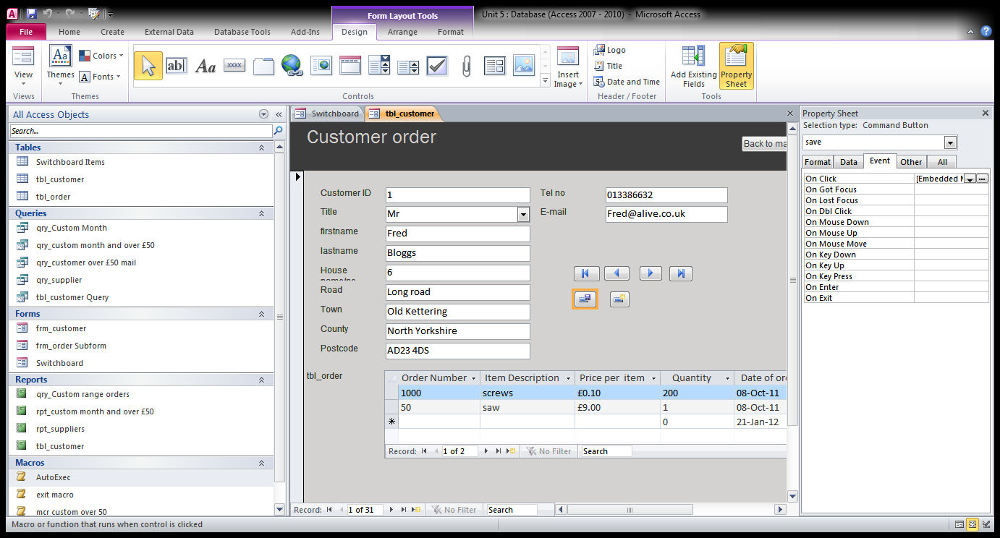 Form Layout Tools
Unit 5 : Database (Access 2007 - 2010) - Microsoft Access
File Home Create External Data Database Tools Add-Ins Design Arrange Format
View
Views
Themes
Colors
Fonts
Themes
ab|
Aa
xxxx
Controls
Insert
Image
Logo
Title
Date and Time
Header / Footer
Add Existing
Fields
Property
Sheet
Tools
All Access Objects
Search...
Tables
Switchboard Items
tbl_customer
tbl_order
Queries
qry_Custom Month
qry_custom month and over £50
qry_customer over £50 mail
qry_supplier
tbl_customer Query
Forms
frm_customer
frm_order Subform
Switchboard
Reports
qry_Custom range orders
rpt_custom month and over £50
rpt_suppliers
tbl_customer
Macros
AutoExec
exit macro
mcr custom over 50
Switchboard tbl_customer
Customer order
Back to ma
Customer ID 1 Tel no 013386632
Title Mr E-mail Fred@alive.co.uk
firstname Fred
lastname Bloggs
House 6
Road Long road
Town Old Kettering
County North Yorkshire
Postcode AD23 4DS
tbl_order
Order Number Item Description Price per item Quantity Date of or
1000 screws £0.10 200 08-Oct-11
50 saw £9.00 1 08-Oct-11
0 21-Jan-12
Record: 1 of 2 No Filter Search
Record: 1 of 31 No Filter Search
Property Sheet
Selection type: Command Button
save
Format Data Event Other All
On Click [Embedded M
On Got Focus
On Lost Focus
On Dbl Click
On Mouse Down
On Mouse Up
On Mouse Move
On Key Down
On Key Up
On Key Press
On Enter
On Exit
Macro or function that runs when control is clicked